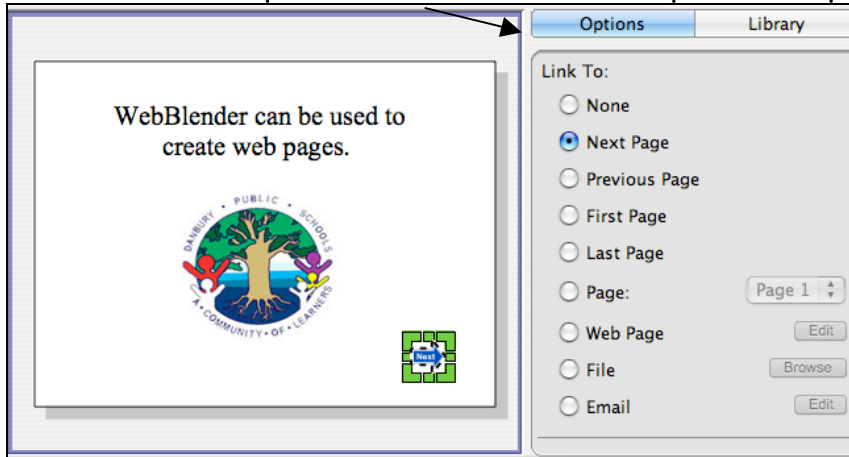 Options
Library
Link To:
None
Next Page
Previous Page
First Page
Last Page
Page:
Page 1
Web Page
Edit
File
Browse
Email
Edit
WebBlender can be used to
create web pages.
DANBURY · PUBLIC · SCHOOLS
· A · COMMUNITY · OF · LEARNERS
Next